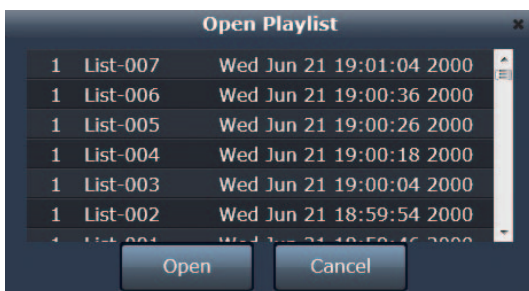 Open Playlist
1 List-007 Wed Jun 21 19:01:04 2000
1 List-006 Wed Jun 21 19:00:36 2000
1 List-005 Wed Jun 21 19:00:26 2000
1 List-004 Wed Jun 21 19:00:18 2000
1 List-003 Wed Jun 21 19:00:04 2000
1 List-002 Wed Jun 21 18:59:54 2000
Open Cancel